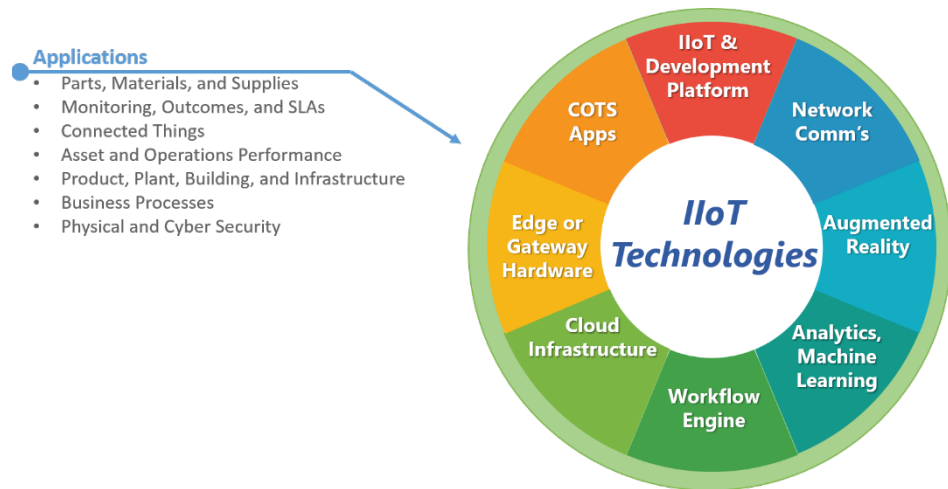 Applications
• Parts, Materials, and Supplies
• Monitoring, Outcomes, and SLAs
• Connected Things
• Asset and Operations Performance
• Product, Plant, Building, and Infrastructure
• Business Processes
• Physical and Cyber Security
IIoT &
Development
Platform
Network
Comm's
Augmented
Reality
Analytics,
Machine
Learning
Workflow
Engine
Cloud
Infrastructure
Edge or
Gateway
Hardware
COTS
Apps
IIoT
Technologies